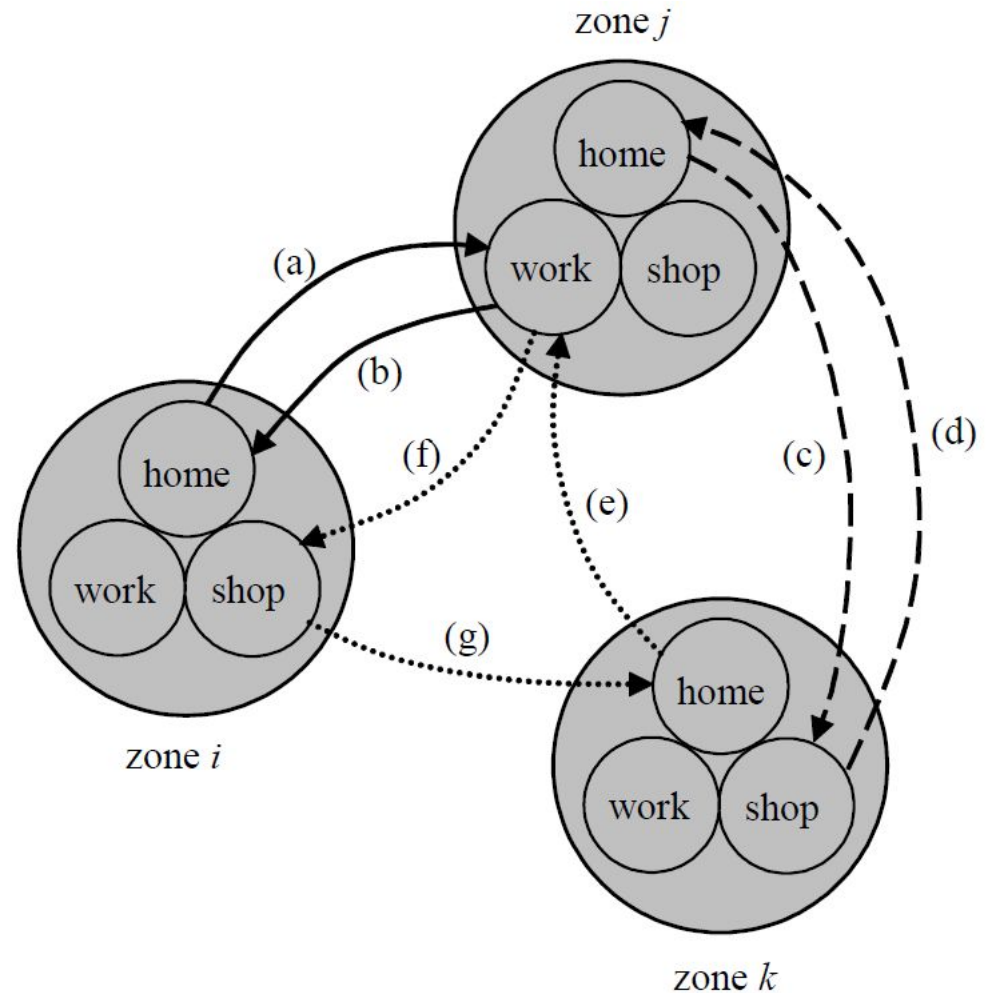 zone j
home
work
shop
(a)
(b)
(f)
(e)
(c)
(d)
home
work
shop
zone i
(g)
home
work
shop
zone k